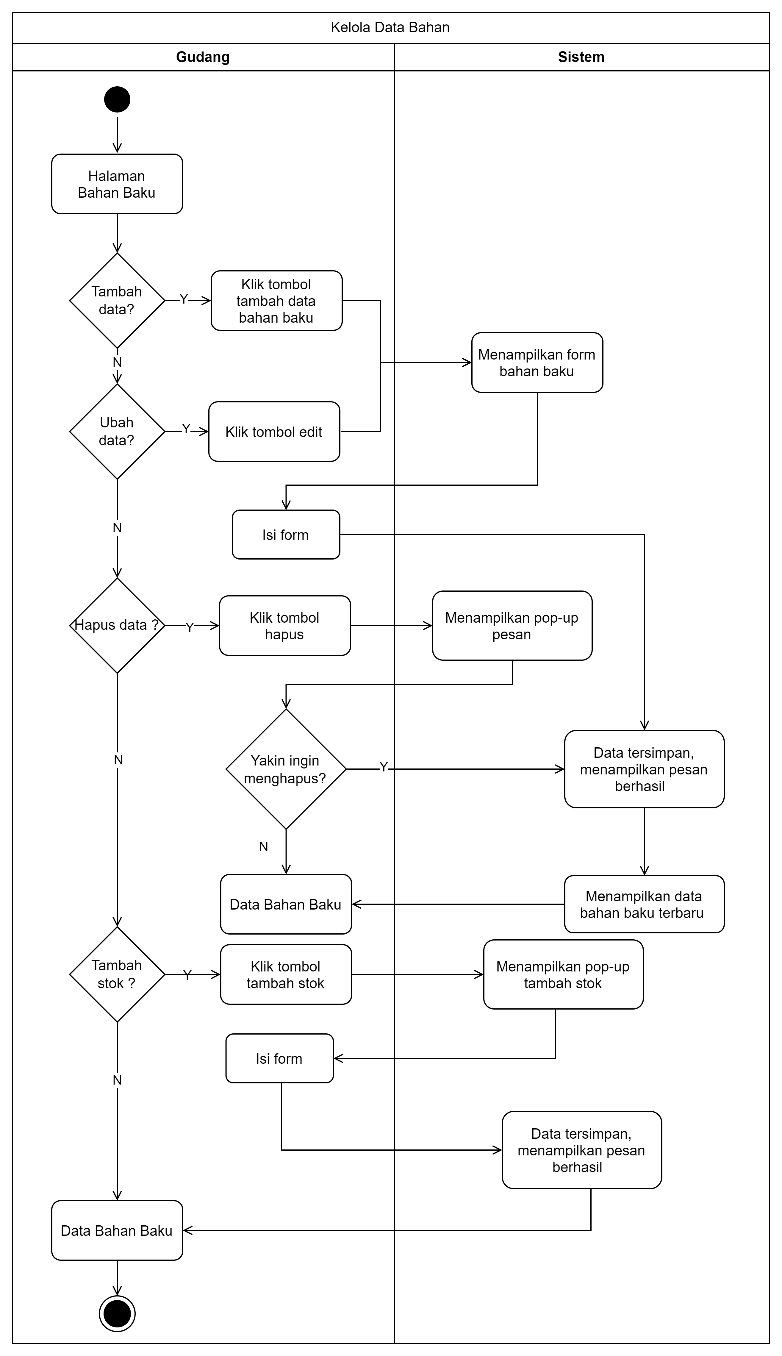 Kelola Data Bahan
Gudang
Sistem
Halaman
Bahan Baku
Tambah
data?
Y
Klik tombol
tambah data
bahan baku
Menampilkan form
bahan baku
N
Ubah
data?
Y
Klik tombol edit
N
Isi form
Hapus data ?
Y
Klik tombol
hapus
Menampilkan pop-up
pesan
N
Yakin ingin
menghapus?
Y
Data tersimpan,
menampilkan pesan
berhasil
N
Data Bahan Baku
Menampilkan data
bahan baku terbaru
Tambah
stok ?
Y
Klik tombol
tambah stok
Menampilkan pop-up
tambah stok
Isi form
N
Data tersimpan,
menampilkan pesan
berhasil
Data Bahan Baku